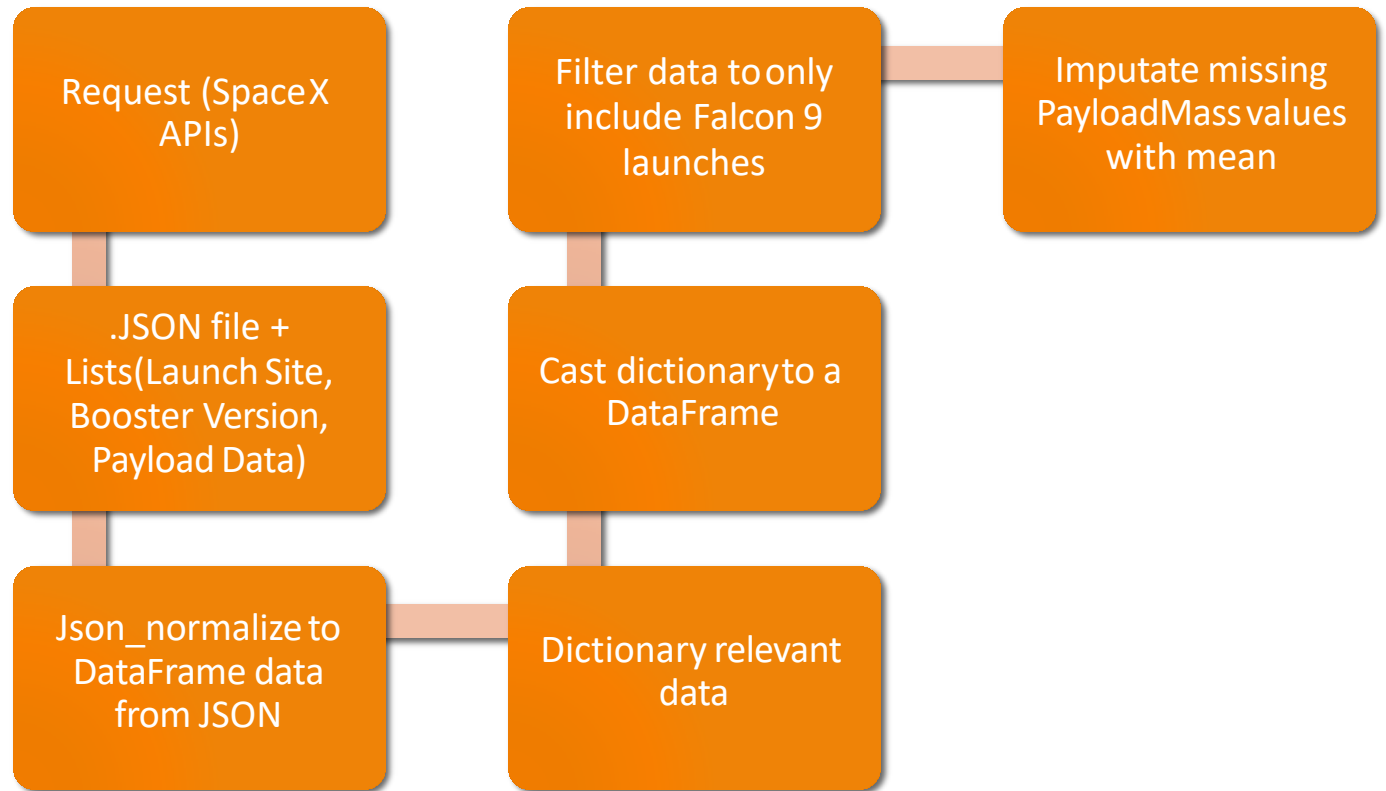 Request (SpaceX
APIs)
.JSON file +
Lists(Launch Site,
Booster Version,
Payload Data)
Json_normalize to
DataFrame data
from JSON
Dictionary relevant
data
Cast dictionary to a
DataFrame
Filter data to only
include Falcon 9
launches
Imputate missing
PayloadMass values
with mean